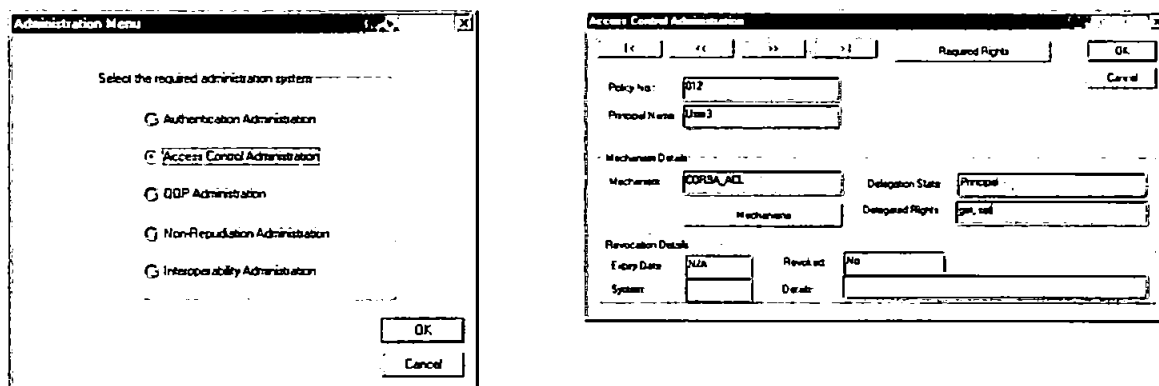 Administration Menu
Select the required administration system
Authentication Administration
Access Control Administration
QOP Administration
Non-Repudiation Administration
Interoperability Administration
OK
Cancel
Access Control Administration
|< << >> >|
Required Rights
OK
Cancel
Policy No.: 012
Principal Name: User3
Mechanism Details
Mechanism: CORBA_ACL
Delegation State: Principal
Mechanisms
Delegated Rights: get, set
Revocation Details
Expiry Date: N/A
Revoked: No
System:
Details: